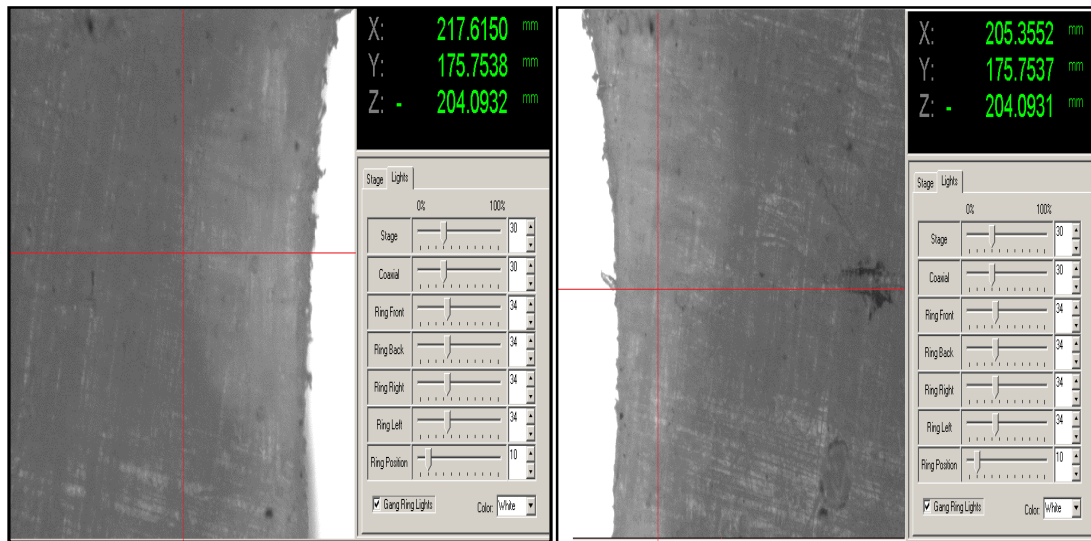 X: 217.6150 mm
Y: 175.7538 mm
Z: - 204.0932 mm
Stage Lights
0% 100%
Stage 30
Coaxial 30
Ring Front 34
Ring Back 34
Ring Right 34
Ring Left 34
Ring Position 10
Gang Ring Lights Color: White
X: 205.3552 mm
Y: 175.7537 mm
Z: - 204.0931 mm
Stage Lights
0% 100%
Stage 30
Coaxial 30
Ring Front 34
Ring Back 34
Ring Right 34
Ring Left 34
Ring Position 10
Gang Ring Lights Color: White